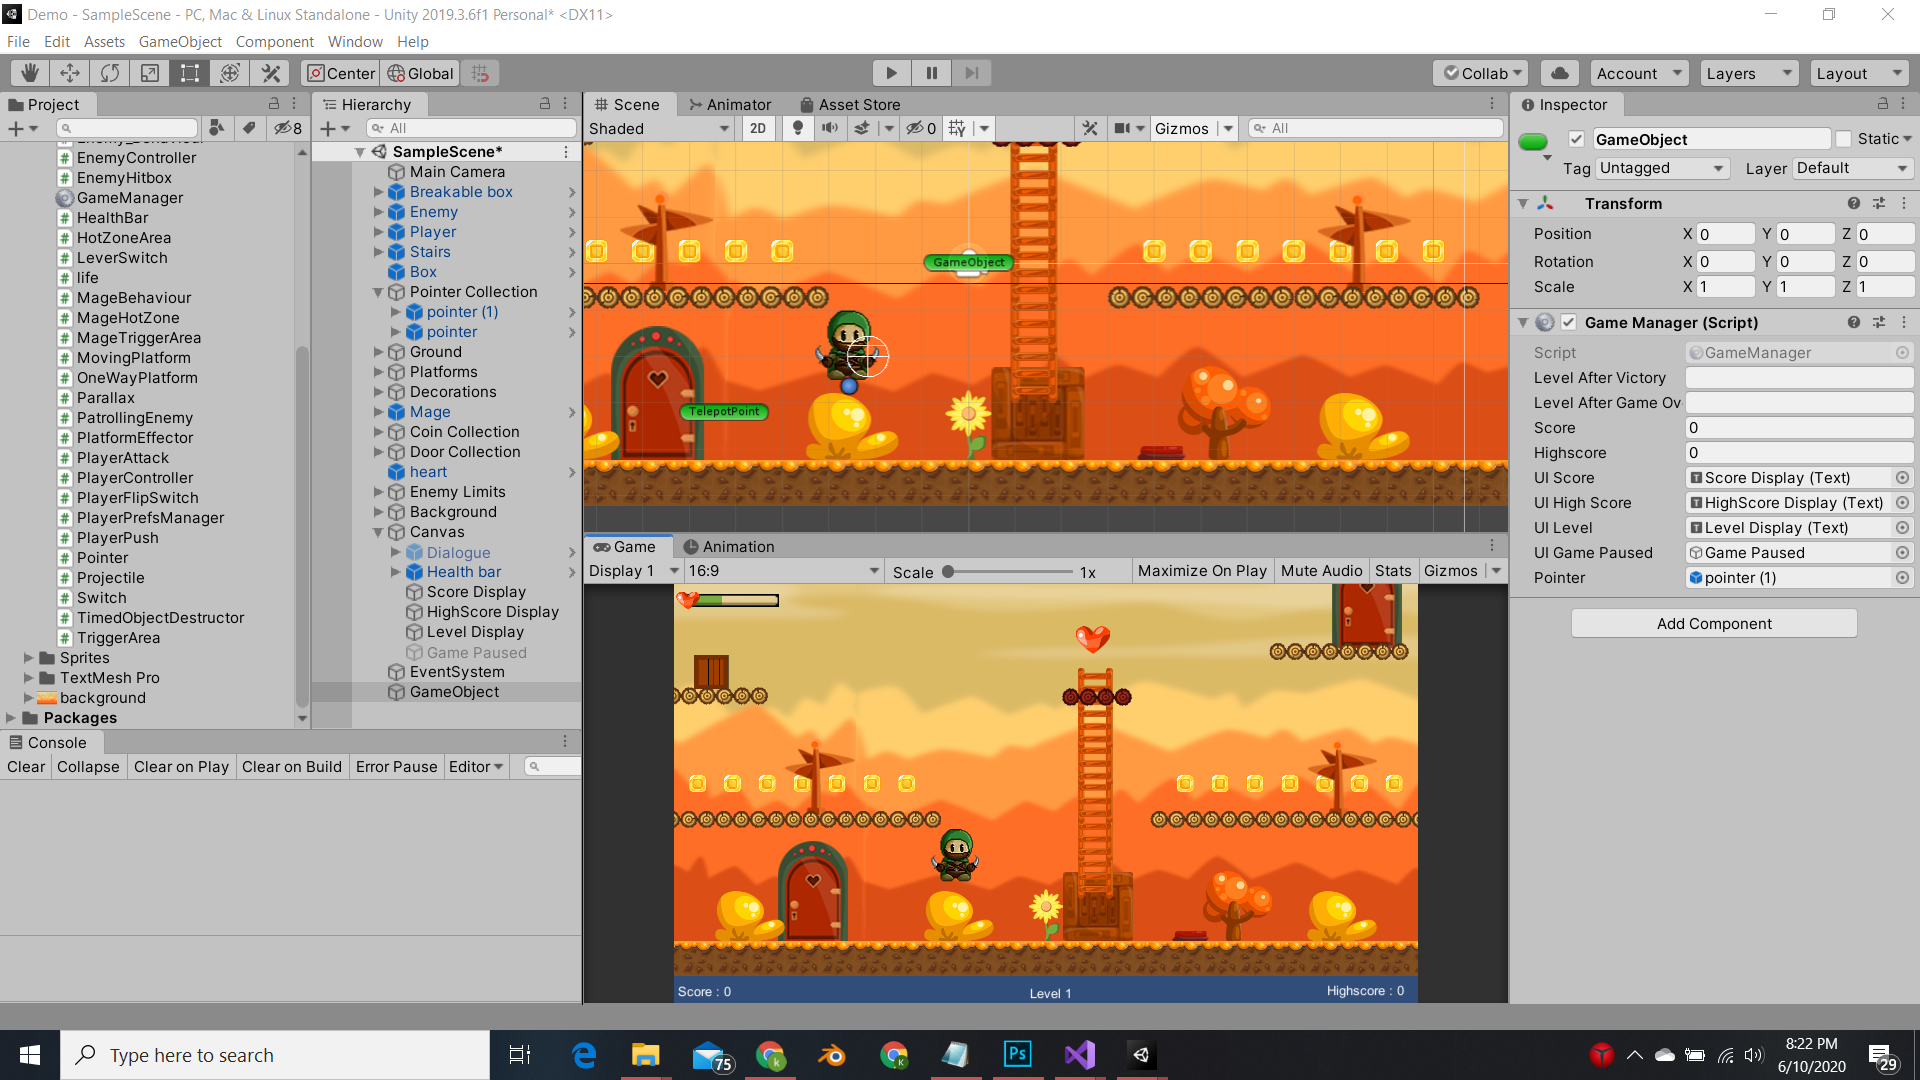 Demo - SampleScene - PC, Mac & Linux Standalone - Unity 2019.3.6f1 Personal* <DX11>
File Edit Assets GameObject Component Window Help
Center Global Collab Account Layers Layout
Project
8
EnemyController
EnemyHitbox
GameManager
HealthBar
HotZoneArea
LeverSwitch
life
MageBehaviour
MageHotZone
MageTriggerArea
MovingPlatform
OneWayPlatform
Parallax
PatrollingEnemy
PlatformEffector
PlayerAttack
PlayerController
PlayerFlipSwitch
PlayerPrefsManager
PlayerPush
Pointer
Projectile
Switch
TimedObjectDestructor
TriggerArea
Sprites
TextMesh Pro
background
Packages
Hierarchy
All
SampleScene*
Main Camera
Breakable box
Enemy
Player
Stairs
Box
Pointer Collection
pointer (1)
pointer
Ground
Platforms
Decorations
Mage
Coin Collection
Door Collection
heart
Enemy Limits
Background
Canvas
Dialogue
Health bar
Score Display
HighScore Display
Level Display
Game Paused
EventSystem
GameObject
Console
Clear Collapse Clear on Play Clear on Build Error Pause Editor
Scene Animator Asset Store
Shaded 2D 0 Gizmos All
GameObject
TelepotPoint
Game Animation
Display 1 16:9 Scale 1x Maximize On Play Mute Audio Stats Gizmos
Score : 0
Level 1
Highscore : 0
Inspector
GameObject Static
Tag Untagged Layer Default
Transform
Position X 0 Y 0 Z 0
Rotation X 0 Y 0 Z 0
Scale X 1 Y 1 Z 1
Game Manager (Script)
Script GameManager
Level After Victory
Level After Game Ov
Score 0
Highscore 0
UI Score Score Display (Text)
UI High Score HighScore Display (Text)
UI Level Level Display (Text)
UI Game Paused Game Paused
Pointer pointer (1)
Add Component
Type here to search
75
Ps
8:22 PM
6/10/2020
29